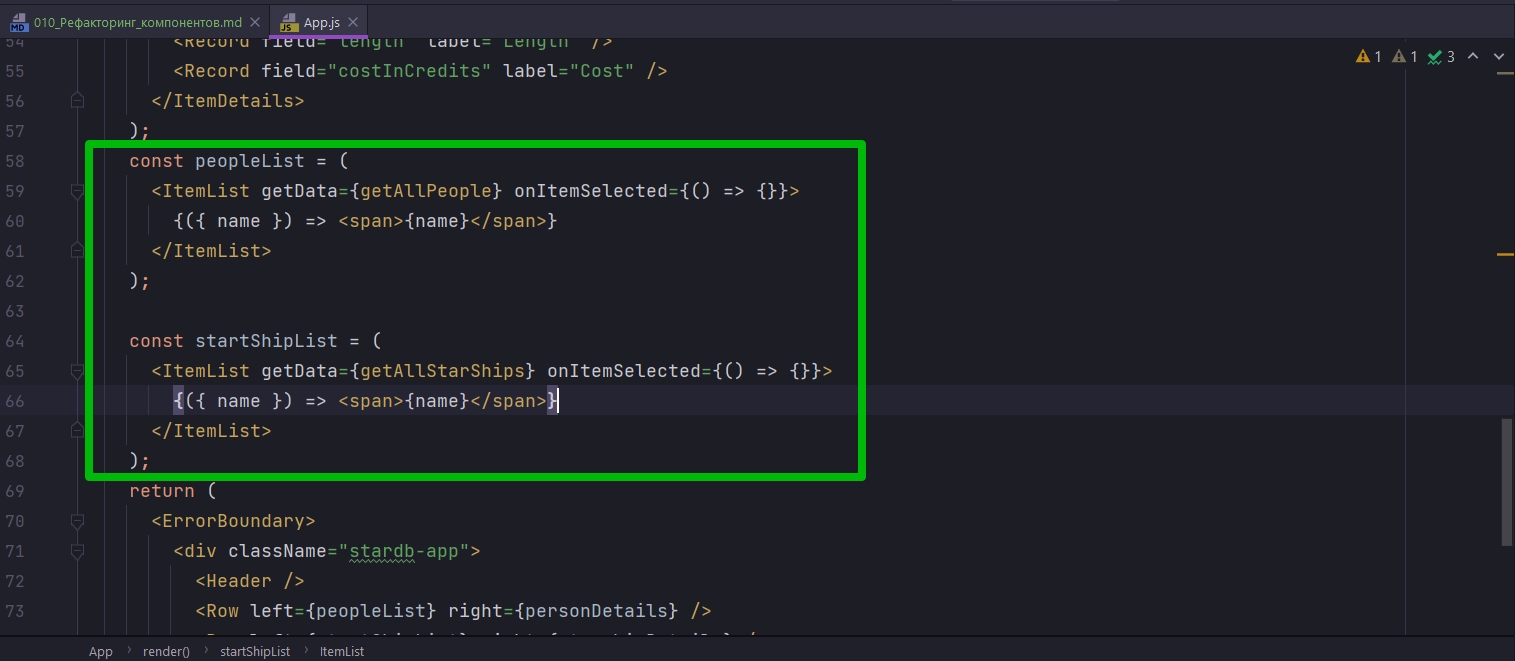 MD 010_Рефакторинг_компонентов.md
JS App.js
54 <Record field="length" label="Length" />
1 1 3
55 <Record field="costInCredits" label="Cost" />
56 </ItemDetails>
57 );
58 const peopleList = (
59 <ItemList getData={getAllPeople} onItemSelected={() => {}}>
60 {({ name }) => <span>{name}</span>}
61 </ItemList>
62 );
63
64 const startShipList = (
65 <ItemList getData={getAllStarShips} onItemSelected={() => {}}>
66 {({ name }) => <span>{name}</span>}
67 </ItemList>
68 );
69 return (
70 <ErrorBoundary>
71 <div className="stardb-app">
72 <Header />
73 <Row left={peopleList} right={personDetails} />
App › render() › startShipList › ItemList